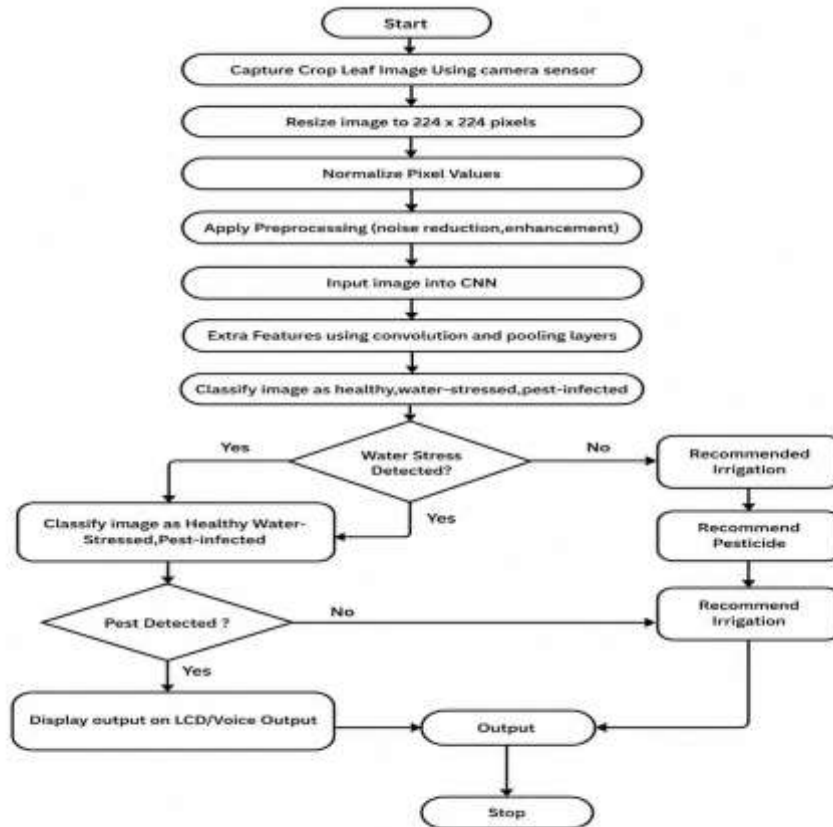 Start
Capture Crop Leaf Image Using camera sensor
Resize image to 224 x 224 pixels
Normalize Pixel Values
Apply Preprocessing (noise reduction,enhancement)
Input image into CNN
Extra Features using convolution and pooling layers
Classify image as healthy,water-stressed,pest-infected
Yes
Water Stress
Detected?
No
Recommended
Irrigation
Classify image as Healthy Water-
Stressed,Pest-infected
Yes
Recommend
Pesticide
Pest Detected ?
No
Recommend
Irrigation
Yes
Display output on LCD/Voice Output
Output
Stop